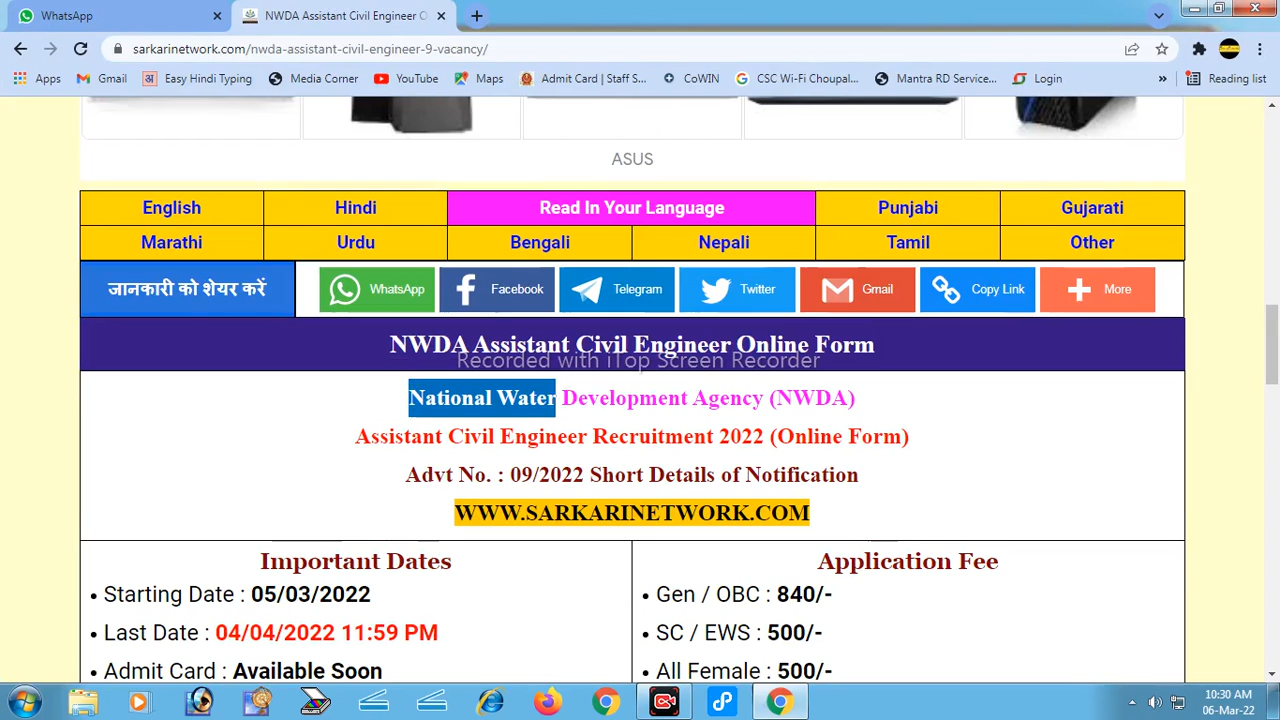 WhatsApp
NWDA Assistant Civil Engineer O
sarkarinetwork.com/nwda-assistant-civil-engineer-9-vacancy/
Apps Gmail Easy Hindi Typing Media Corner YouTube Maps Admit Card | Staff S... CoWIN CSC Wi-Fi Choupal... Mantra RD Service... Login » Reading list
ASUS
English Hindi Read In Your Language Punjabi Gujarati
Marathi Urdu Bengali Nepali Tamil Other
जानकारी को शेयर करें WhatsApp Facebook Telegram Twitter Gmail Copy Link More
NWDA Assistant Civil Engineer Online Form
Recorded with iTop Screen Recorder
National Water Development Agency (NWDA)
Assistant Civil Engineer Recruitment 2022 (Online Form)
Advt No. : 09/2022 Short Details of Notification
WWW.SARKARINETWORK.COM
Important Dates
• Starting Date : 05/03/2022
• Last Date : 04/04/2022 11:59 PM
• Admit Card : Available Soon
Application Fee
• Gen / OBC : 840/-
• SC / EWS : 500/-
• All Female : 500/-
10:30 AM
06-Mar-22